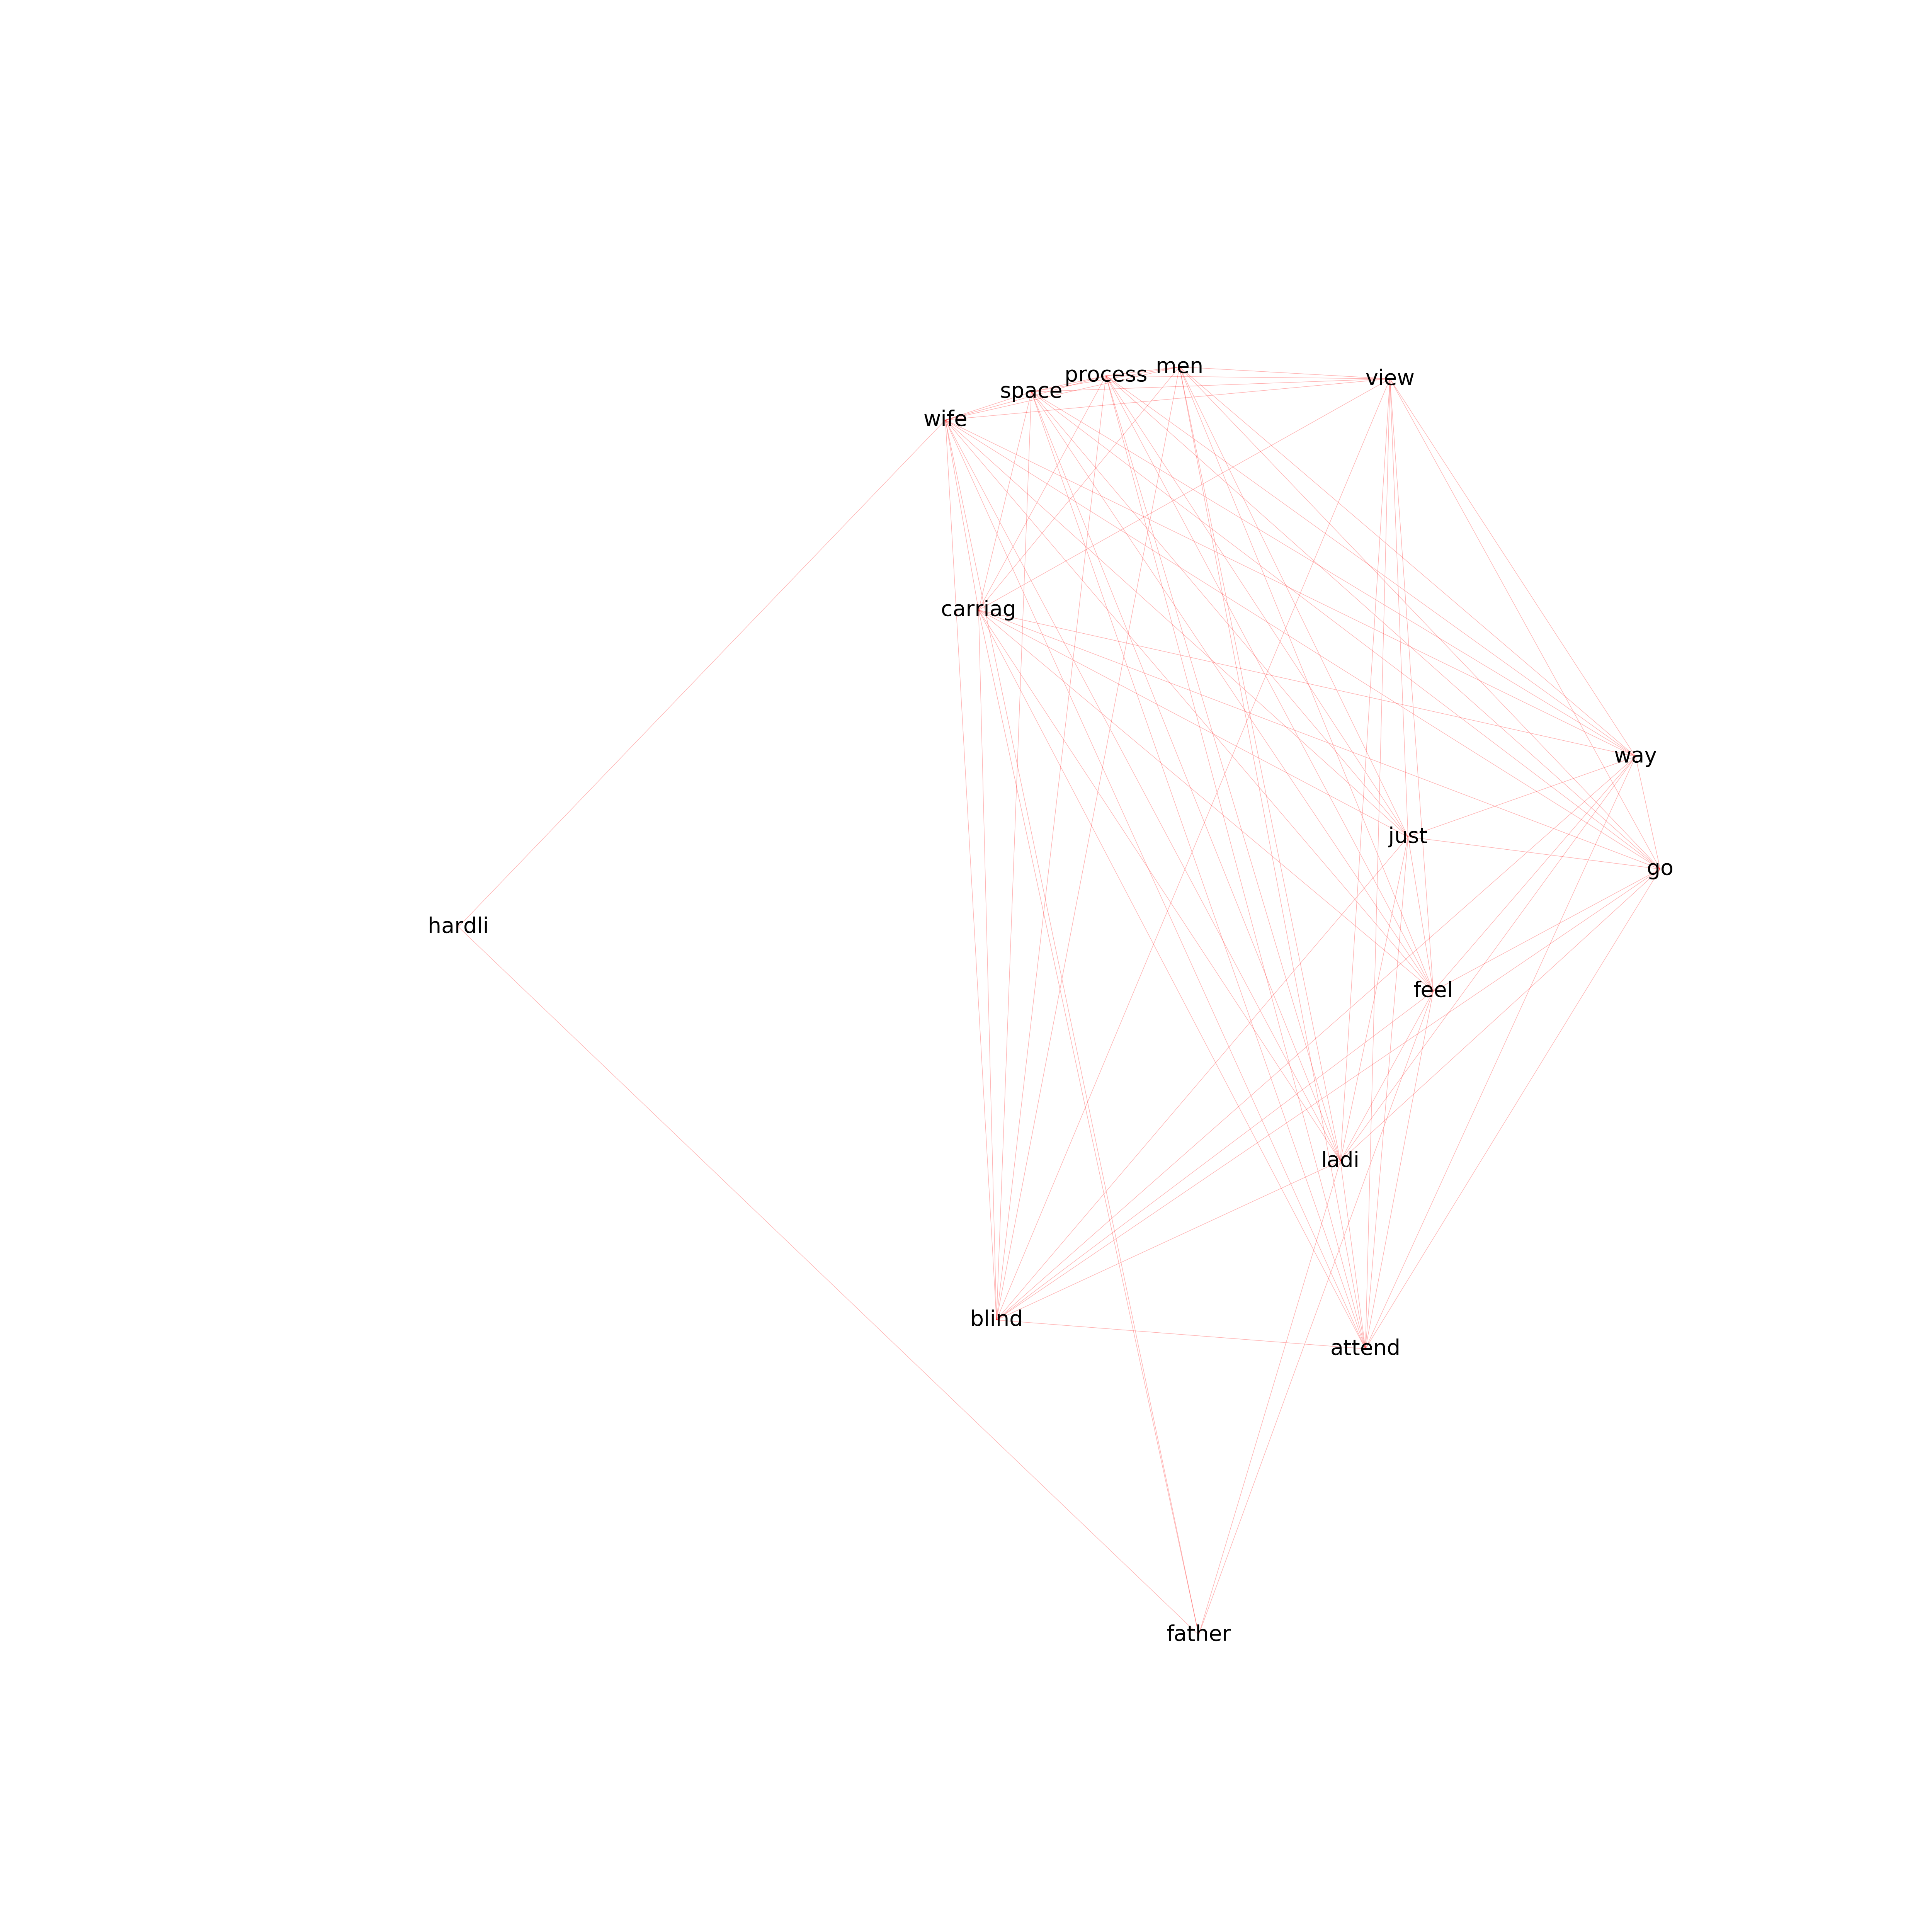 men
process
view
space
wife
carriag
way
just
go
hardli
feel
ladi
blind
attend
father